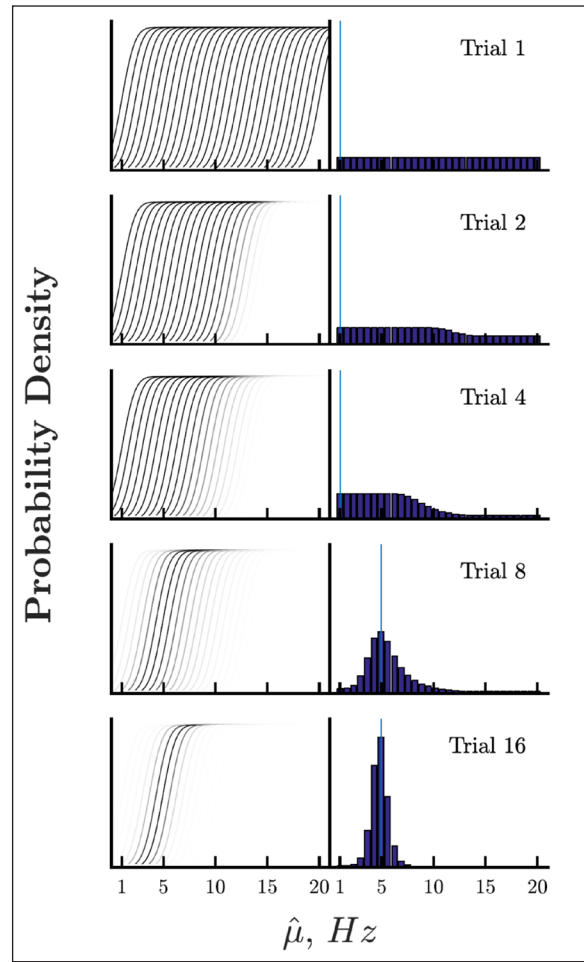 Probability Density
Trial 1
Trial 2
Trial 4
Trial 8
Trial 16
1 5 10 15 20 1 5 10 15 20
μ̂, Hz